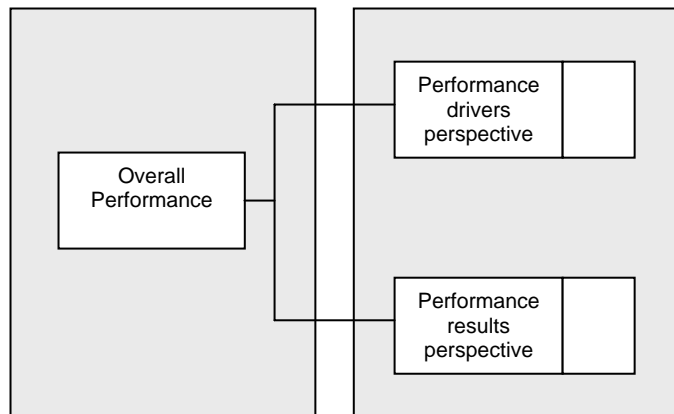 Overall
Performance
Performance
drivers
perspective
Performance
results
perspective